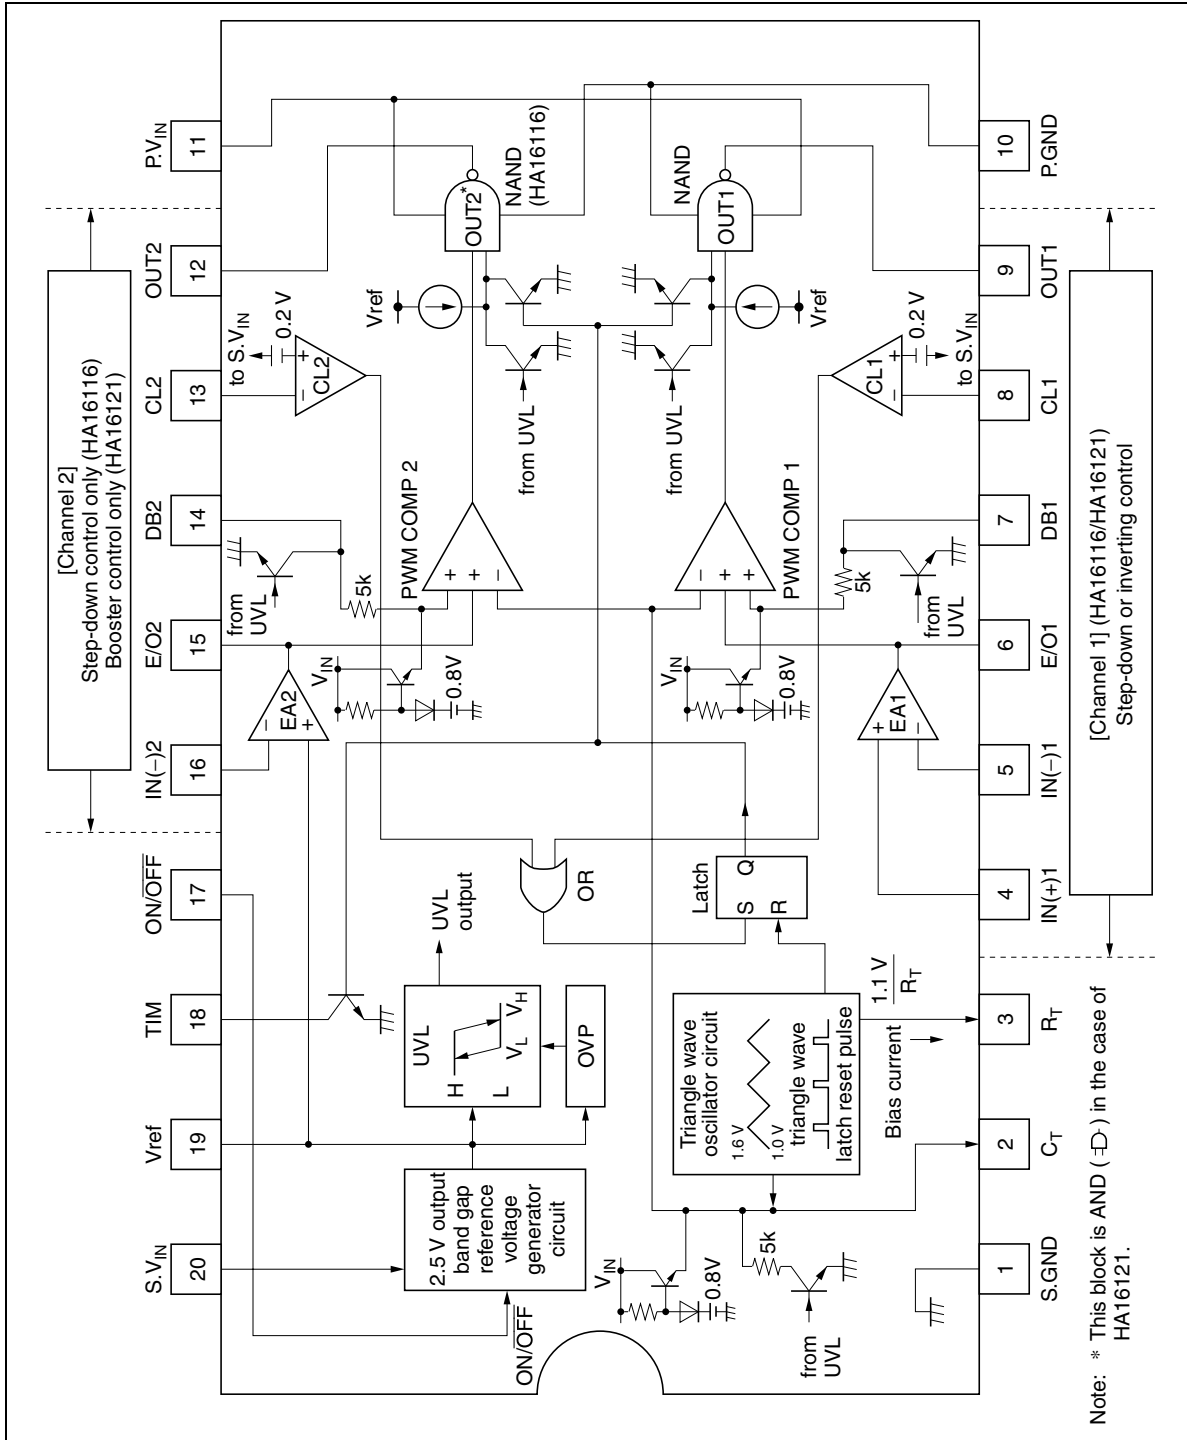 S.VIN
20
Vref
19
TIM
18
ON/OFF
17
IN(–)2
16
E/O2
15
DB2
14
CL2
13
OUT2
12
P.VIN
11
[Channel 2]
Step-down control only (HA16116)
Booster control only (HA16121)
2.5 V output
band gap
reference
voltage
generator
circuit
ON/OFF
UVL
H
L
VL
VH
UVL
output
OVP
EA2
–
+
from
UVL
5k
VIN
0.8V
PWM COMP 2
+
+
–
to S.VIN
0.2 V
CL2
–
+
Vref
from UVL
OUT2*
NAND
(HA16116)
OR
Latch
S
Q
R
Triangle wave
oscillator circuit
1.6 V
1.0 V
triangle wave
latch reset pulse
1.1 V
RT
Bias current
VIN
0.8V
5k
from
UVL
VIN
0.8V
PWM COMP 1
–
+
+
5k
from
UVL
EA1
+
–
from UVL
Vref
NAND
OUT1
CL1
–
+
0.2 V
to S.VIN
1
S.GND
2
CT
3
RT
4
IN(+)1
5
IN(–)1
6
E/O1
7
DB1
8
CL1
9
OUT1
10
P.GND
[Channel 1] (HA16116/HA16121)
Step-down or inverting control
Note: * This block is AND ( ) in the case of
HA16121.